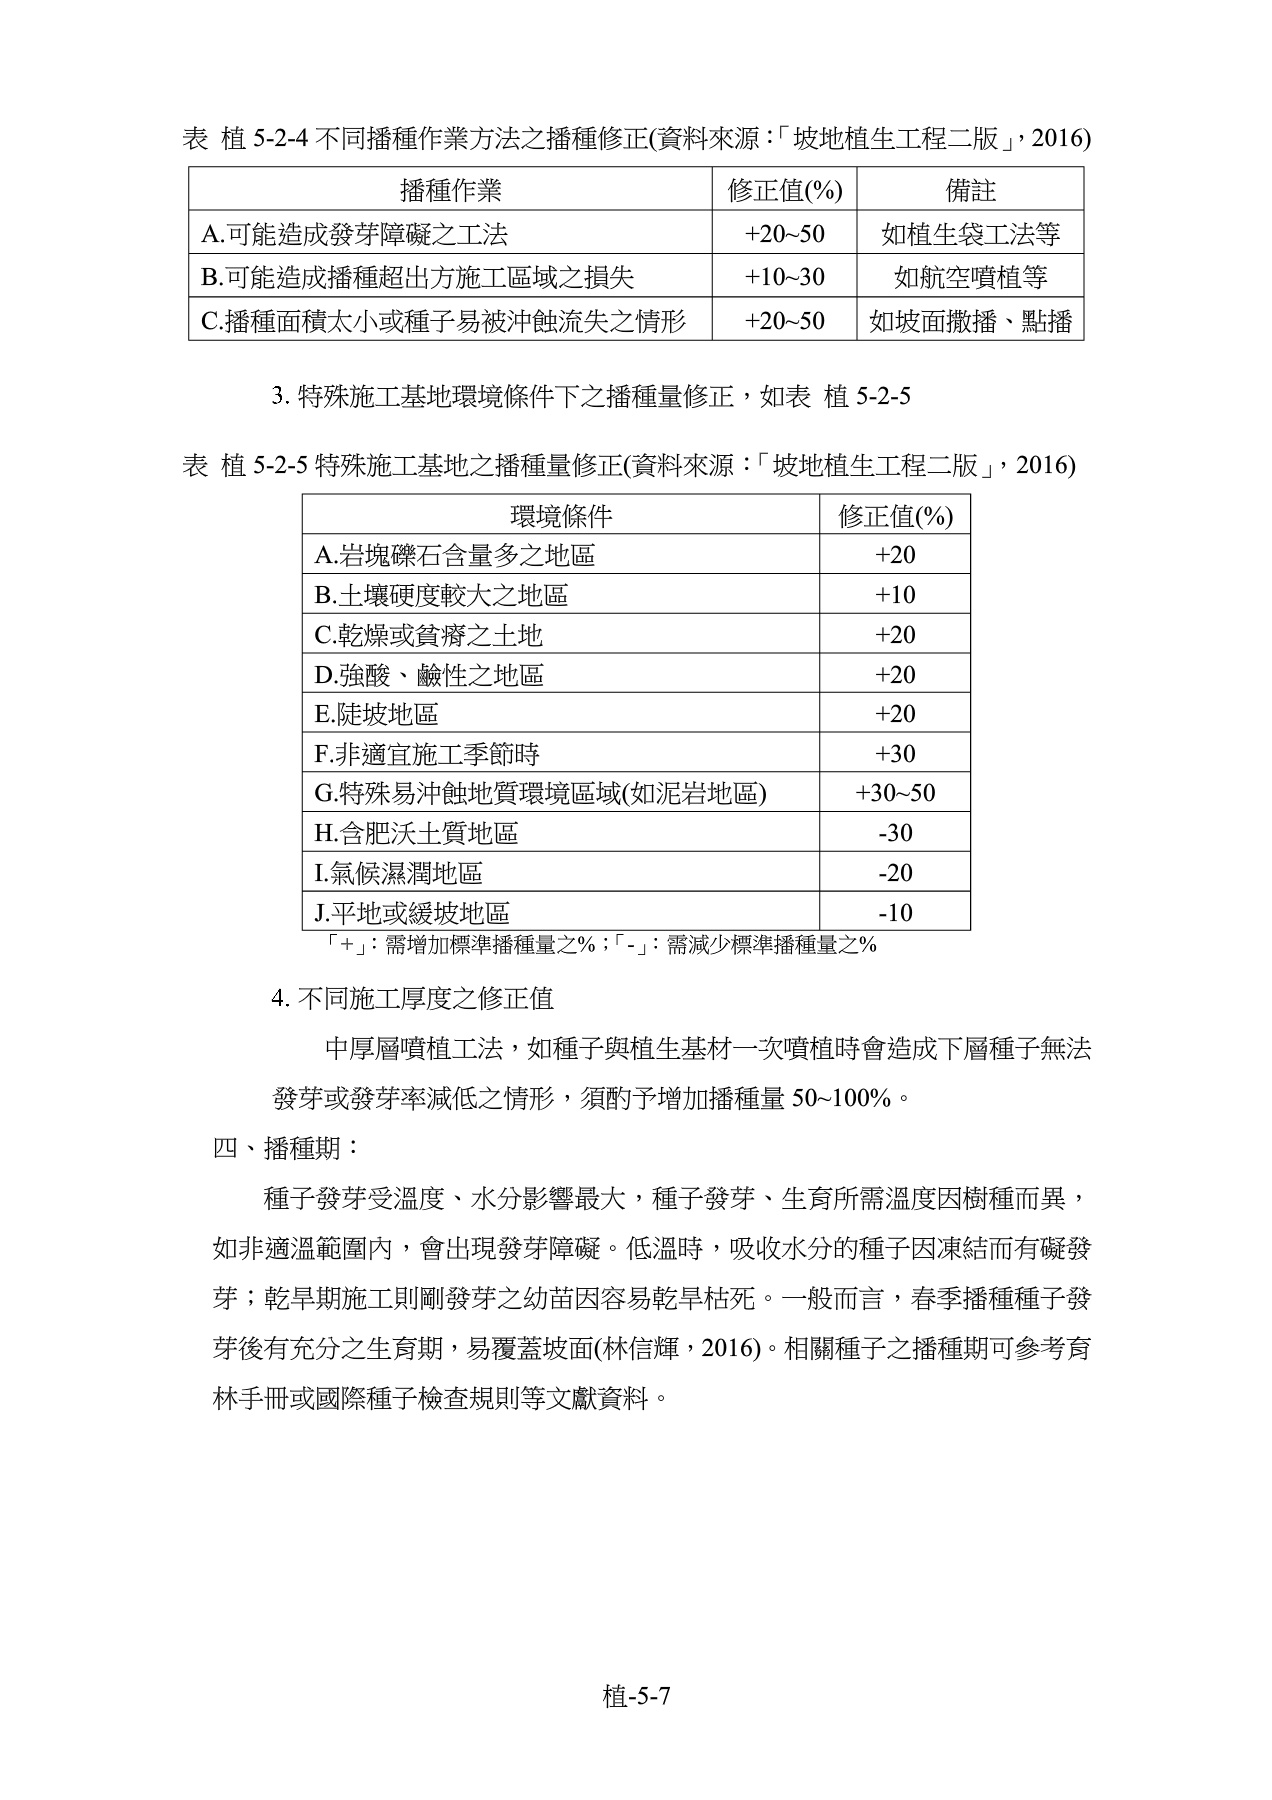 表 植 5-2-4 不同播種作業方法之播種修正(資料來源：「坡地植生工程二版」，2016)
播種作業 修正值(%) 備註
A.可能造成發芽障礙之工法 +20~50 如植生袋工法等
B.可能造成播種超出方施工區域之損失 +10~30 如航空噴植等
C.播種面積太小或種子易被沖蝕流失之情形 +20~50 如坡面撒播、點播
3. 特殊施工基地環境條件下之播種量修正，如表 植 5-2-5
表 植 5-2-5 特殊施工基地之播種量修正(資料來源：「坡地植生工程二版」，2016)
環境條件 修正值(%)
A.岩塊礫石含量多之地區 +20
B.土壤硬度較大之地區 +10
C.乾燥或貧瘠之土地 +20
D.強酸、鹼性之地區 +20
E.陡坡地區 +20
F.非適宜施工季節時 +30
G.特殊易沖蝕地質環境區域(如泥岩地區) +30~50
H.含肥沃土質地區 -30
I.氣候濕潤地區 -20
J.平地或緩坡地區 -10
「+」：需增加標準播種量之%；「-」：需減少標準播種量之%
4. 不同施工厚度之修正值
中厚層噴植工法，如種子與植生基材一次噴植時會造成下層種子無法
發芽或發芽率減低之情形，須酌予增加播種量 50~100%。
四、播種期：
種子發芽受溫度、水分影響最大，種子發芽、生育所需溫度因樹種而異，
如非適溫範圍內，會出現發芽障礙。低溫時，吸收水分的種子因凍結而有礙發
芽；乾旱期施工則剛發芽之幼苗因容易乾旱枯死。一般而言，春季播種種子發
芽後有充分之生育期，易覆蓋坡面(林信輝，2016)。相關種子之播種期可參考育
林手冊或國際種子檢查規則等文獻資料。
植-5-7